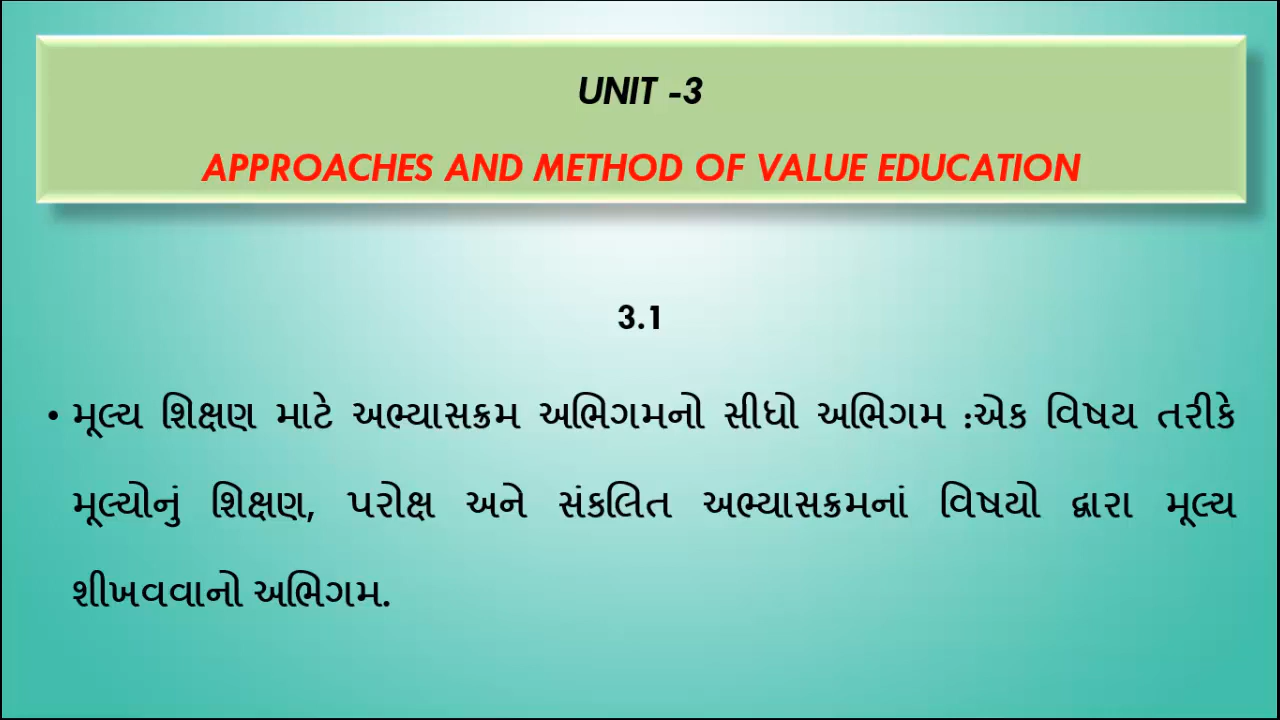 UNIT -3
APPROACHES AND METHOD OF VALUE EDUCATION
3.1
• મૂલ્ય શિક્ષણ માટે અભ્યાસક્રમ અભિગમનો સીધો અભિગમ :એક વિષય તરીકે
મૂલ્યોનું શિક્ષણ, પરોક્ષ અને સંકલિત અભ્યાસક્રમનાં વિષયો દ્વારા મૂલ્ય
શીખવવાનો અભિગમ.